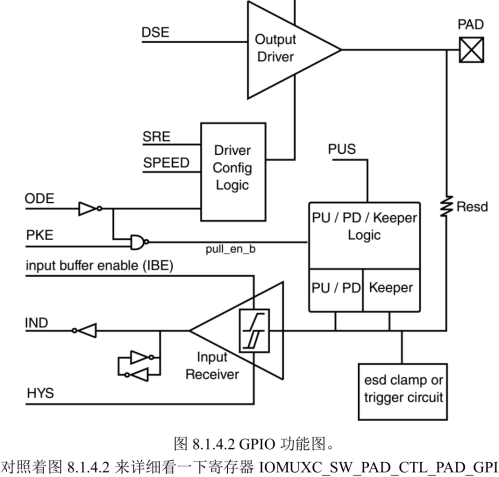 PAD
DSE
Output
Driver
SRE
SPEED
Driver
Config
Logic
PUS
ODE
PU / PD / Keeper
Logic
Resd
PKE
pull_en_b
input buffer enable (IBE)
PU / PD
Keeper
IND
Input
Receiver
esd clamp or
trigger circuit
HYS
图 8.1.4.2 GPIO 功能图。
对照着图 8.1.4.2 来详细看一下寄存器 IOMUXC_SW_PAD_CTL_PAD_GPI